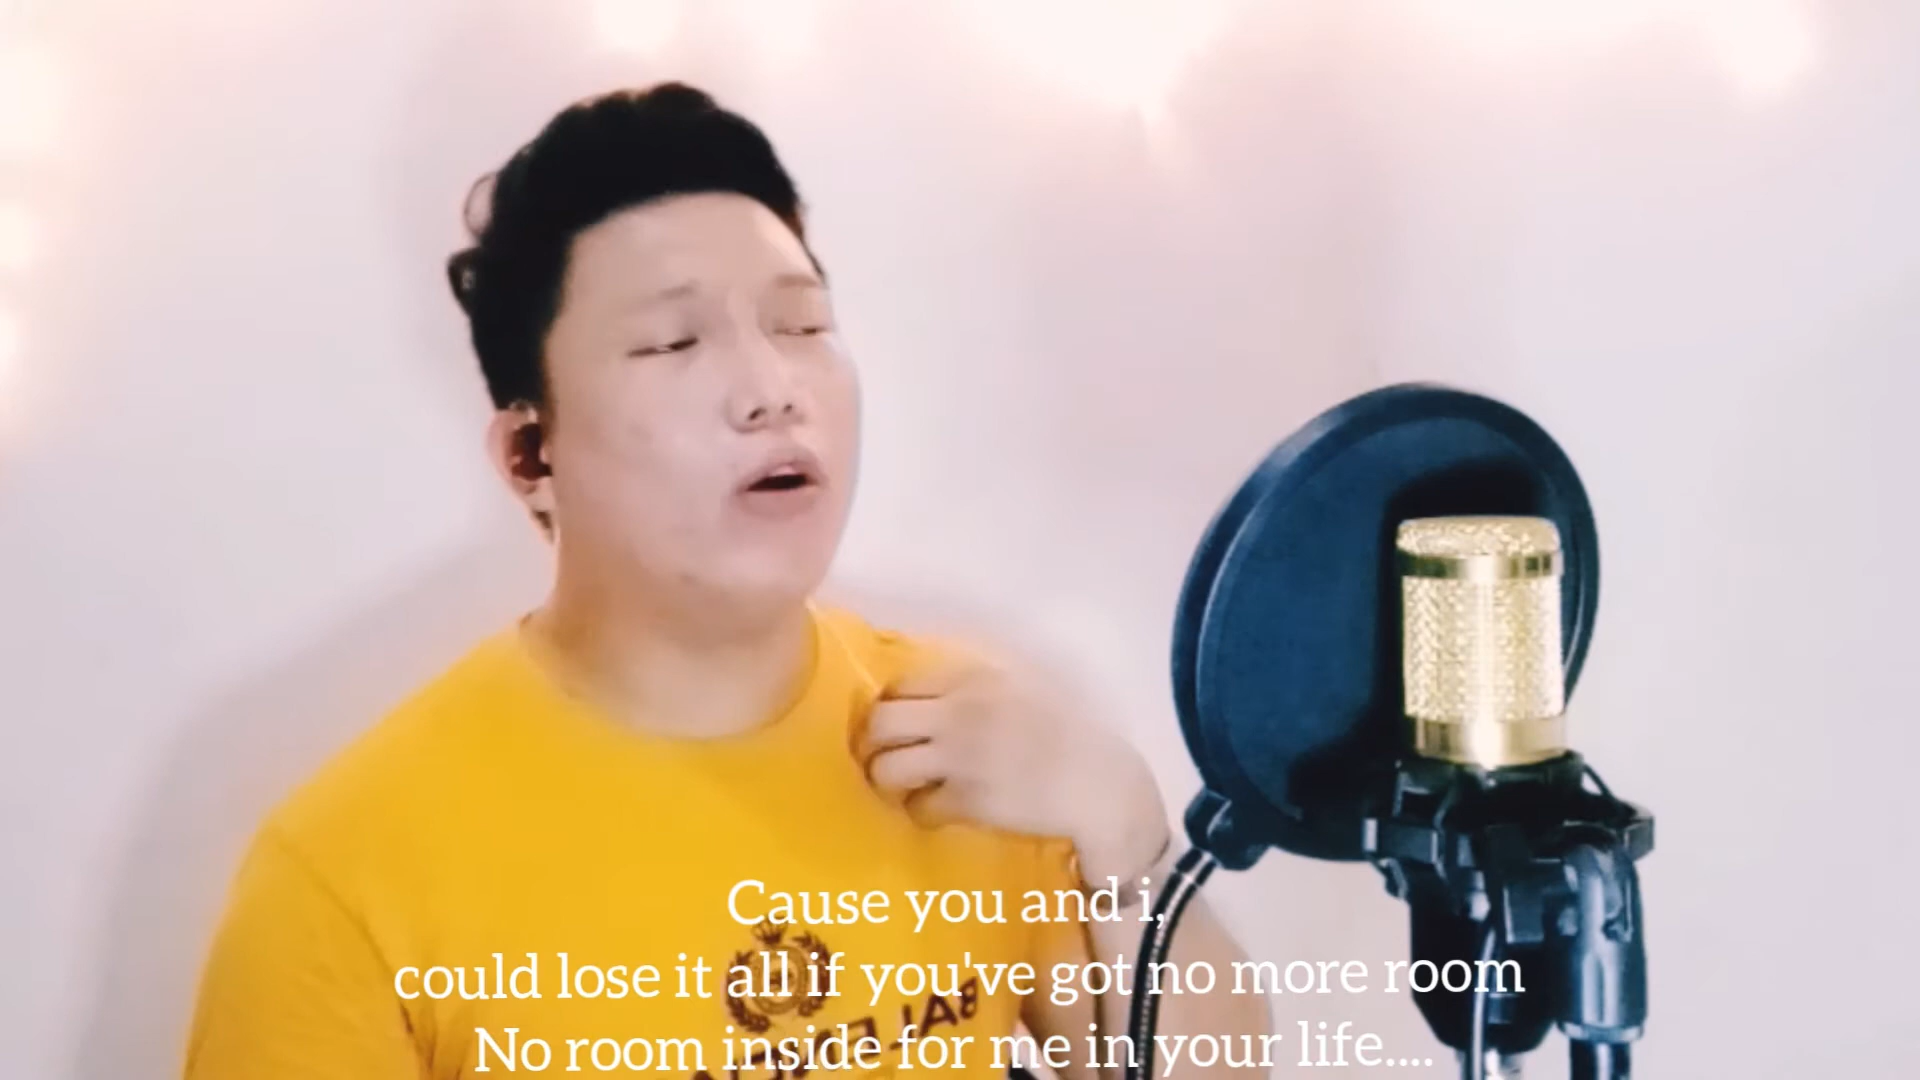 Cause you and i,
could lose it all if you've got no more room
No room inside for me in your life....